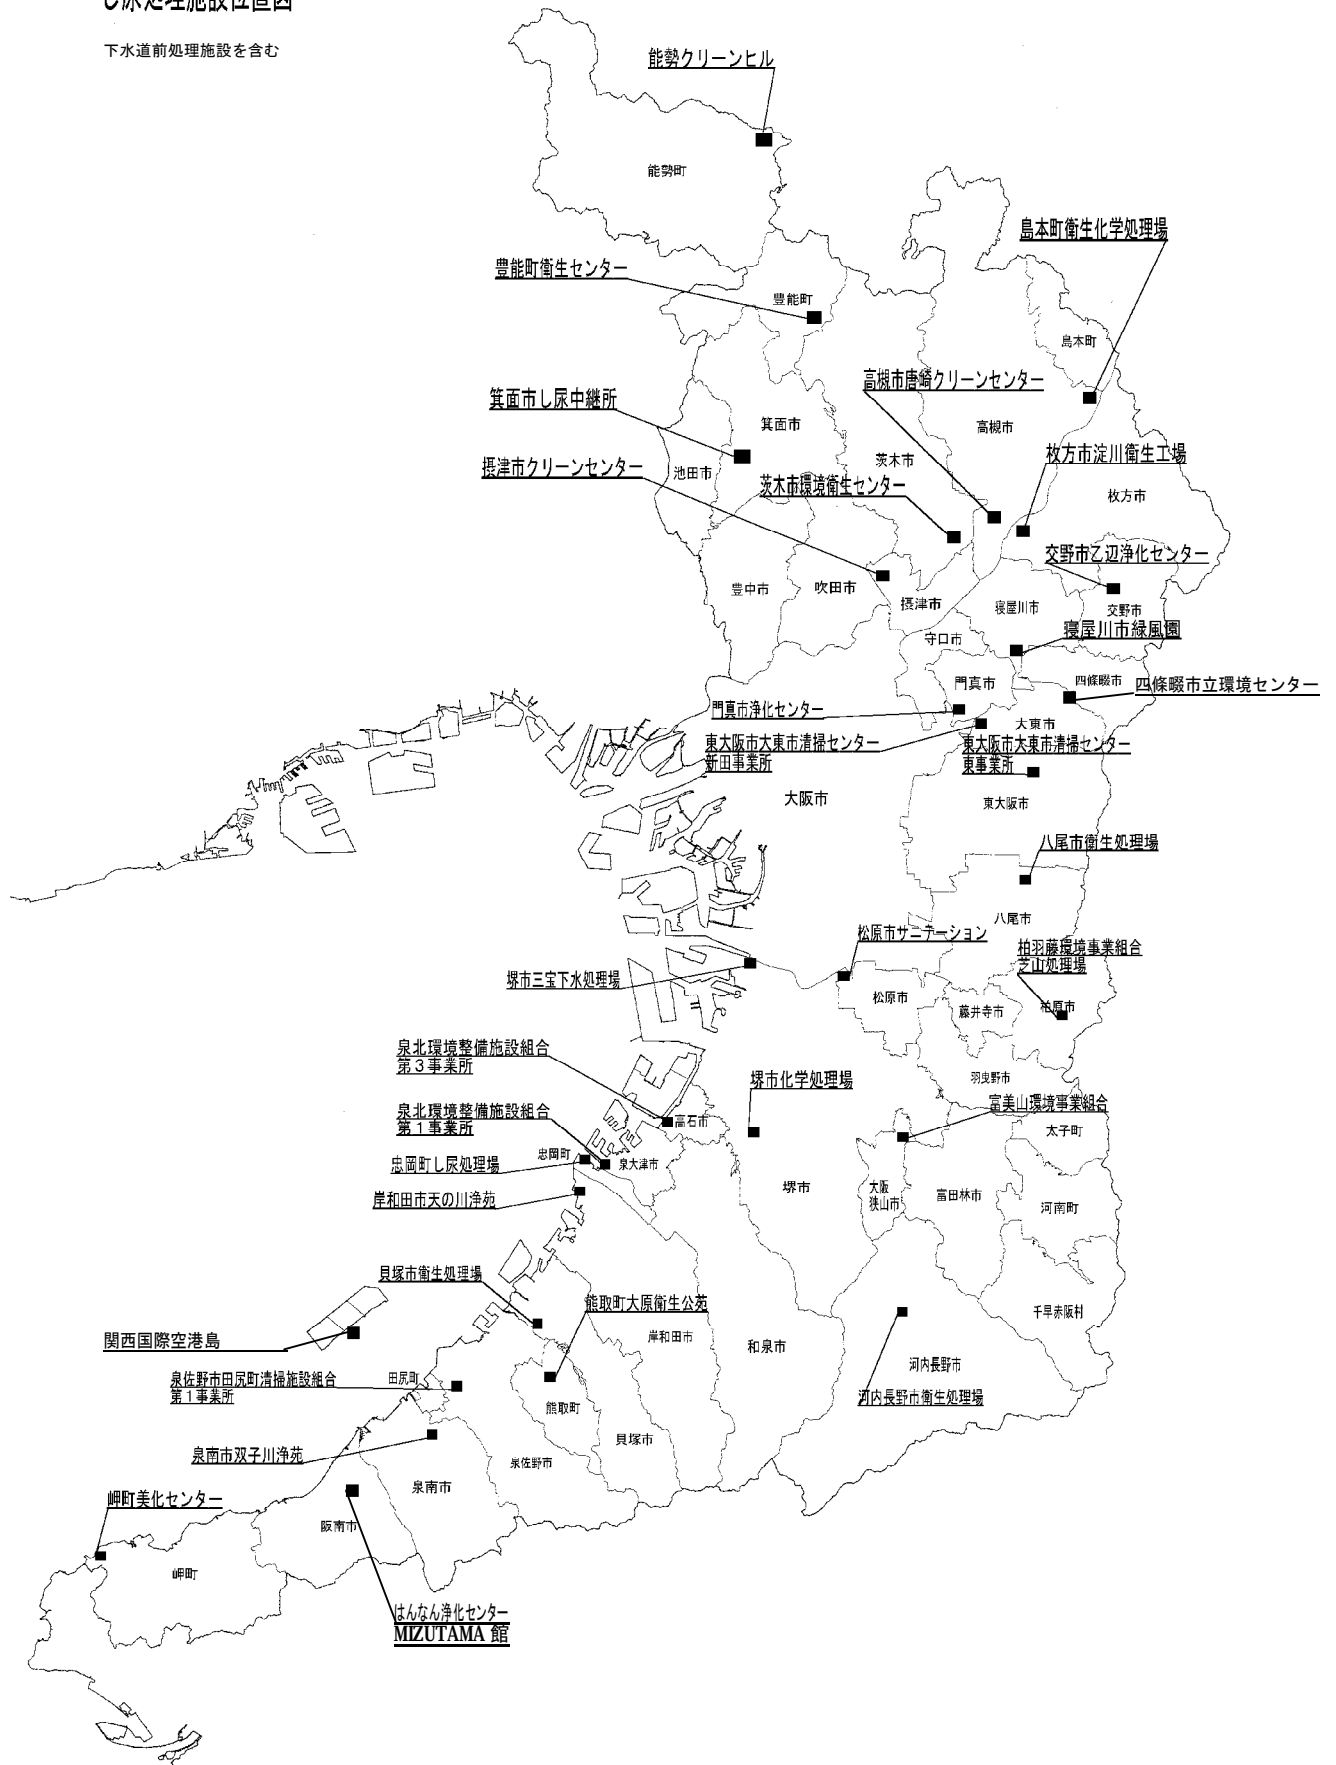 し尿処理施設位置図
下水道前処理施設を含む
能勢クリーンヒル
能勢町
島本町衛生化学処理場
豊能町衛生センター
豊能町
島本町
高槻市唐崎クリーンセンター
箕面市し尿中継所
箕面市
高槻市
枚方市淀川衛生工場
茨木市
摂津市クリーンセンター
池田市
茨木市環境衛生センター
枚方市
交野市乙辺浄化センター
豊中市
吹田市
摂津市
寝屋川市
交野市
守口市
寝屋川市緑風園
門真市
四條畷市
四條畷市立環境センター
門真市浄化センター
大東市
東大阪市大東市清掃センター
新田事業所
東大阪市大東市清掃センター
東事業所
大阪市
東大阪市
八尾市衛生処理場
八尾市
松原市サニテーション
柏羽藤環境事業組合
芝山処理場
堺市三宝下水処理場
松原市
藤井寺市
柏原市
泉北環境整備施設組合
第3事業所
堺市化学処理場
羽曳野市
富美山環境事業組合
泉北環境整備施設組合
第1事業所
高石市
太子町
忠岡町
忠岡町し尿処理場
泉大津市
堺市
大阪
狭山市
富田林市
河南町
岸和田市天の川浄苑
貝塚市衛生処理場
熊取町大原衛生公苑
千早赤阪村
関西国際空港島
岸和田市
和泉市
河内長野市
泉佐野市田尻町清掃施設組合
第1事業所
田尻町
河内長野市衛生処理場
熊取町
貝塚市
泉南市双子川浄苑
泉佐野市
泉南市
岬町美化センター
阪南市
岬町
はんなん浄化センター
MIZUTAMA 館